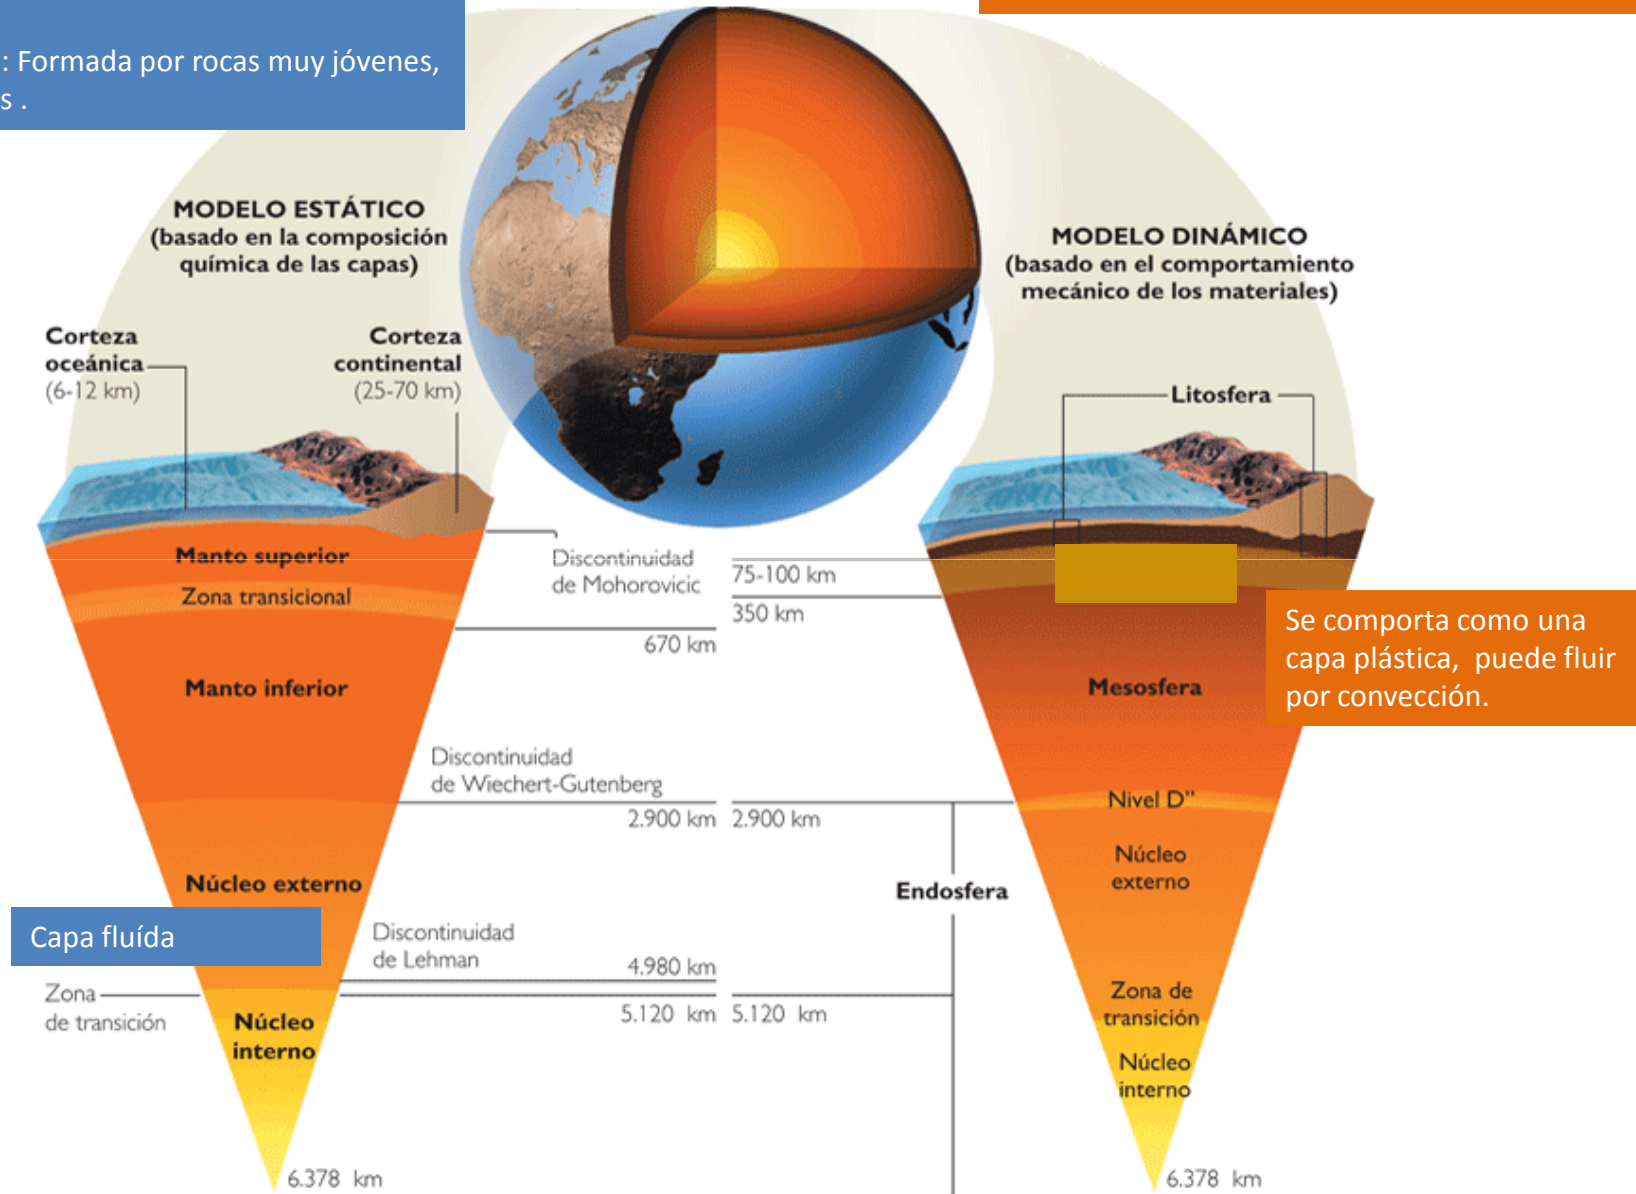 : Formada por rocas muy jóvenes,
s .
MODELO ESTÁTICO
(basado en la composición
química de las capas)
MODELO DINÁMICO
(basado en el comportamiento
mecánico de los materiales)
Corteza
oceánica
(6-12 km)
Corteza
continental
(25-70 km)
Litosfera
Manto superior
Zona transicional
Manto inferior
Núcleo externo
Capa fluída
Zona
de transición
Núcleo
interno
6.378 km
Discontinuidad
de Mohorovicic
75-100 km
350 km
670 km
Discontinuidad
de Wiechert-Gutenberg
2.900 km
2.900 km
Endosfera
Discontinuidad
de Lehman
4.980 km
5.120 km
5.120 km
Se comporta como una
capa plástica, puede fluir
por convección.
Mesosfera
Nivel D"
Núcleo
externo
Zona de
transición
Núcleo
interno
6.378 km